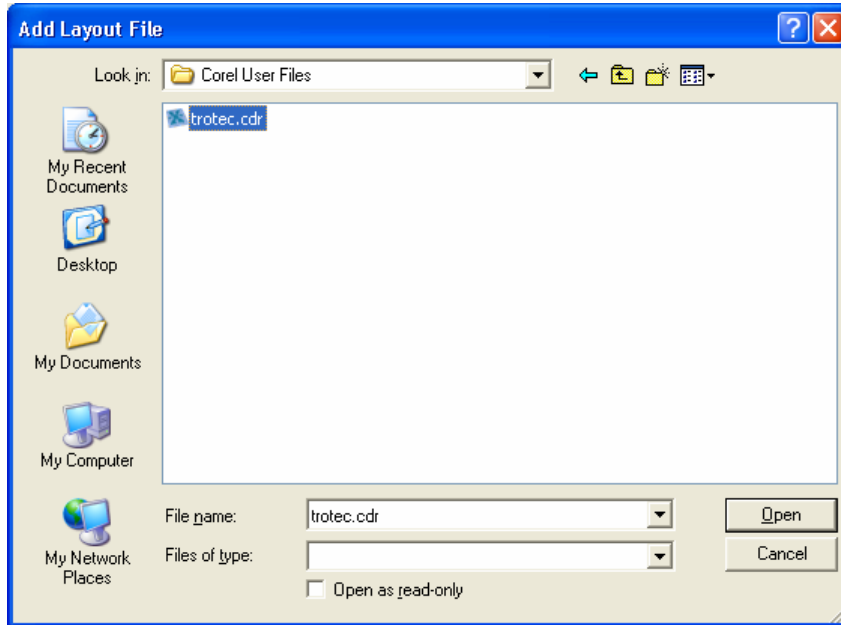 Add Layout File
Look in:
Corel User Files
trotec.cdr
My Recent
Documents
Desktop
My Documents
My Computer
My Network
Places
File name:
trotec.cdr
Open
Files of type:
Cancel
Open as read-only